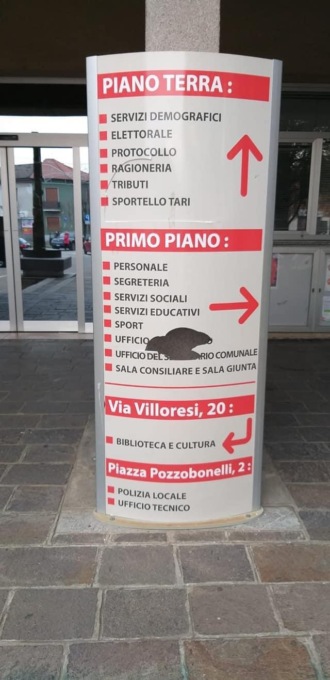 PIANO TERRA :
SERVIZI DEMOGRAFICI
ELETTORALE
PROTOCOLLO
RAGIONERIA
TRIBUTI
SPORTELLO TARI
PRIMO PIANO :
PERSONALE
SEGRETERIA
SERVIZI SOCIALI
SERVIZI EDUCATIVI
SPORT
UFFICIO
UFFICIO DEL COMUNALE
SALA CONSILIARE E SALA GIUNTA
Via Villoresi, 20 :
BIBLIOTECA E CULTURA
Piazza Pozzobonelli, 2 :
POLIZIA LOCALE
UFFICIO TECNICO